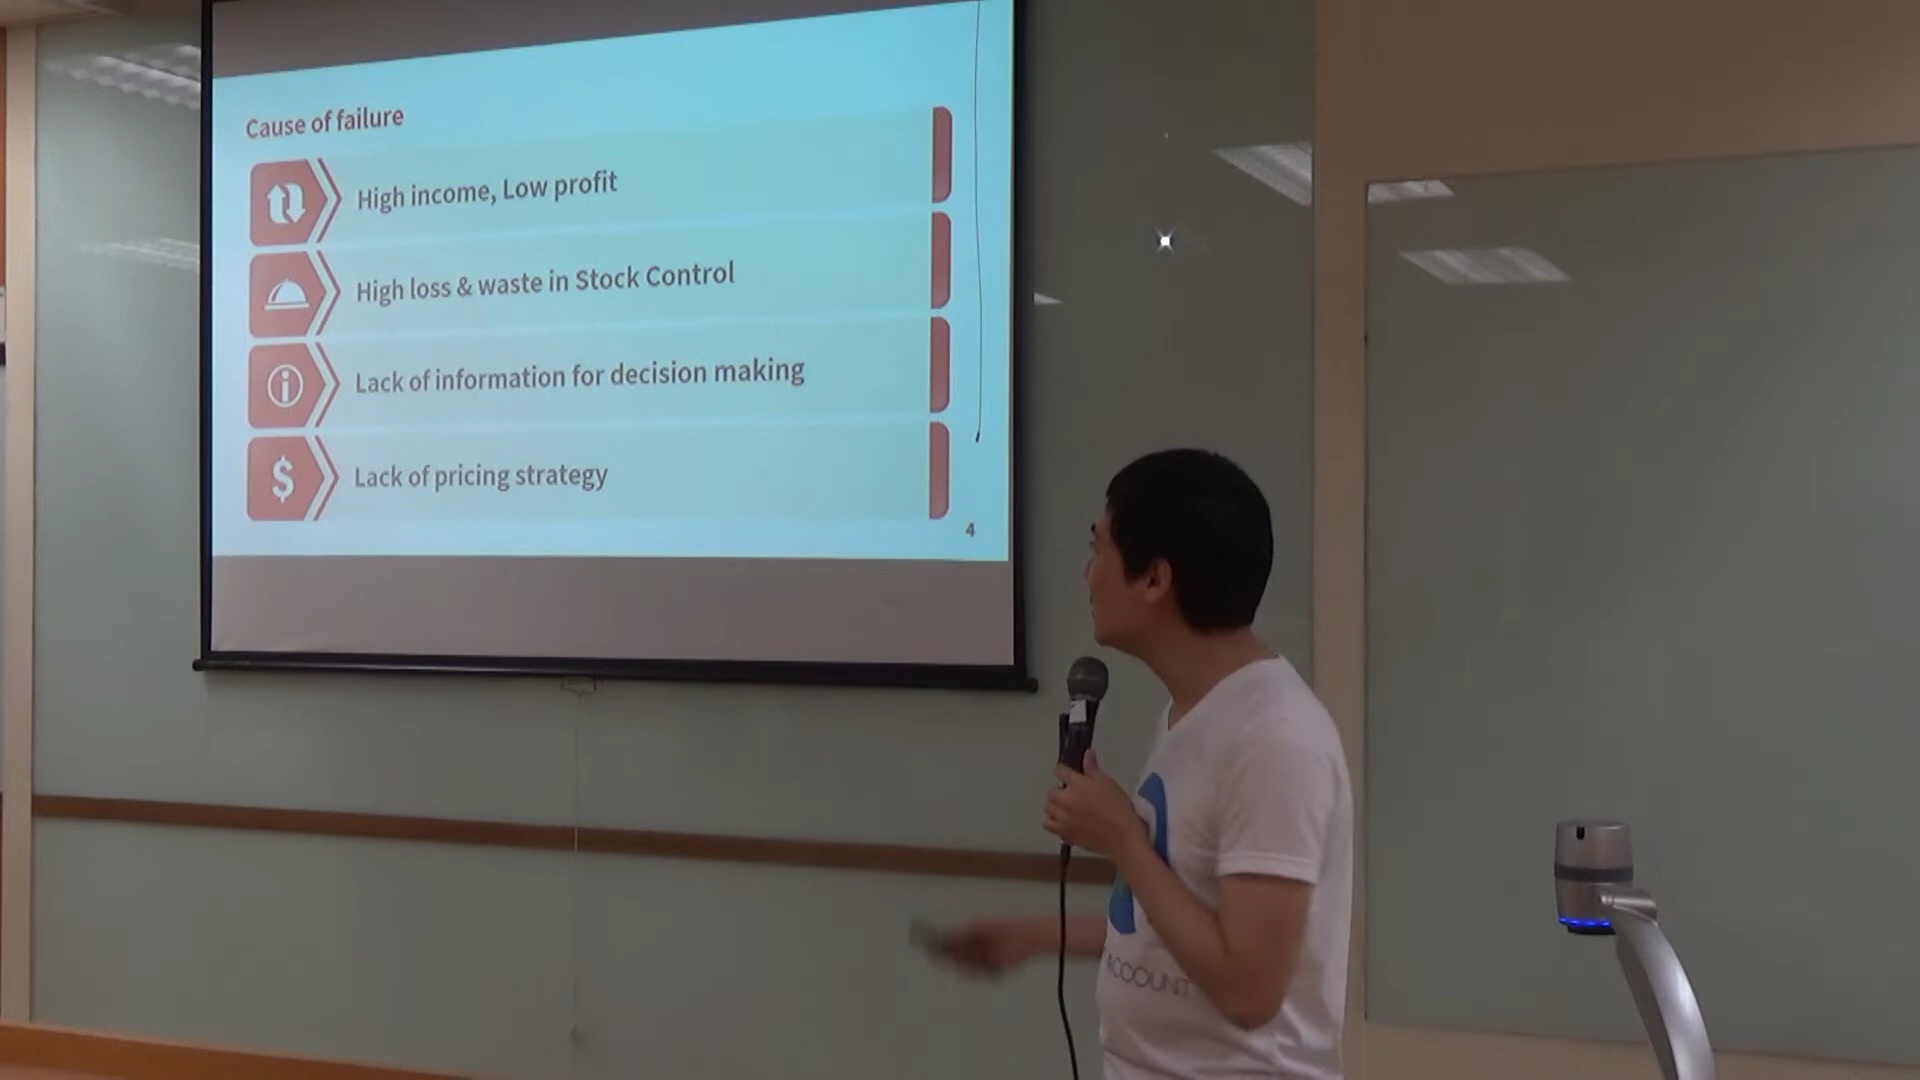 Cause of failure
High income, Low profit
High loss & waste in Stock Control
Lack of information for decision making
$
Lack of pricing strategy
4
ACCOUNT